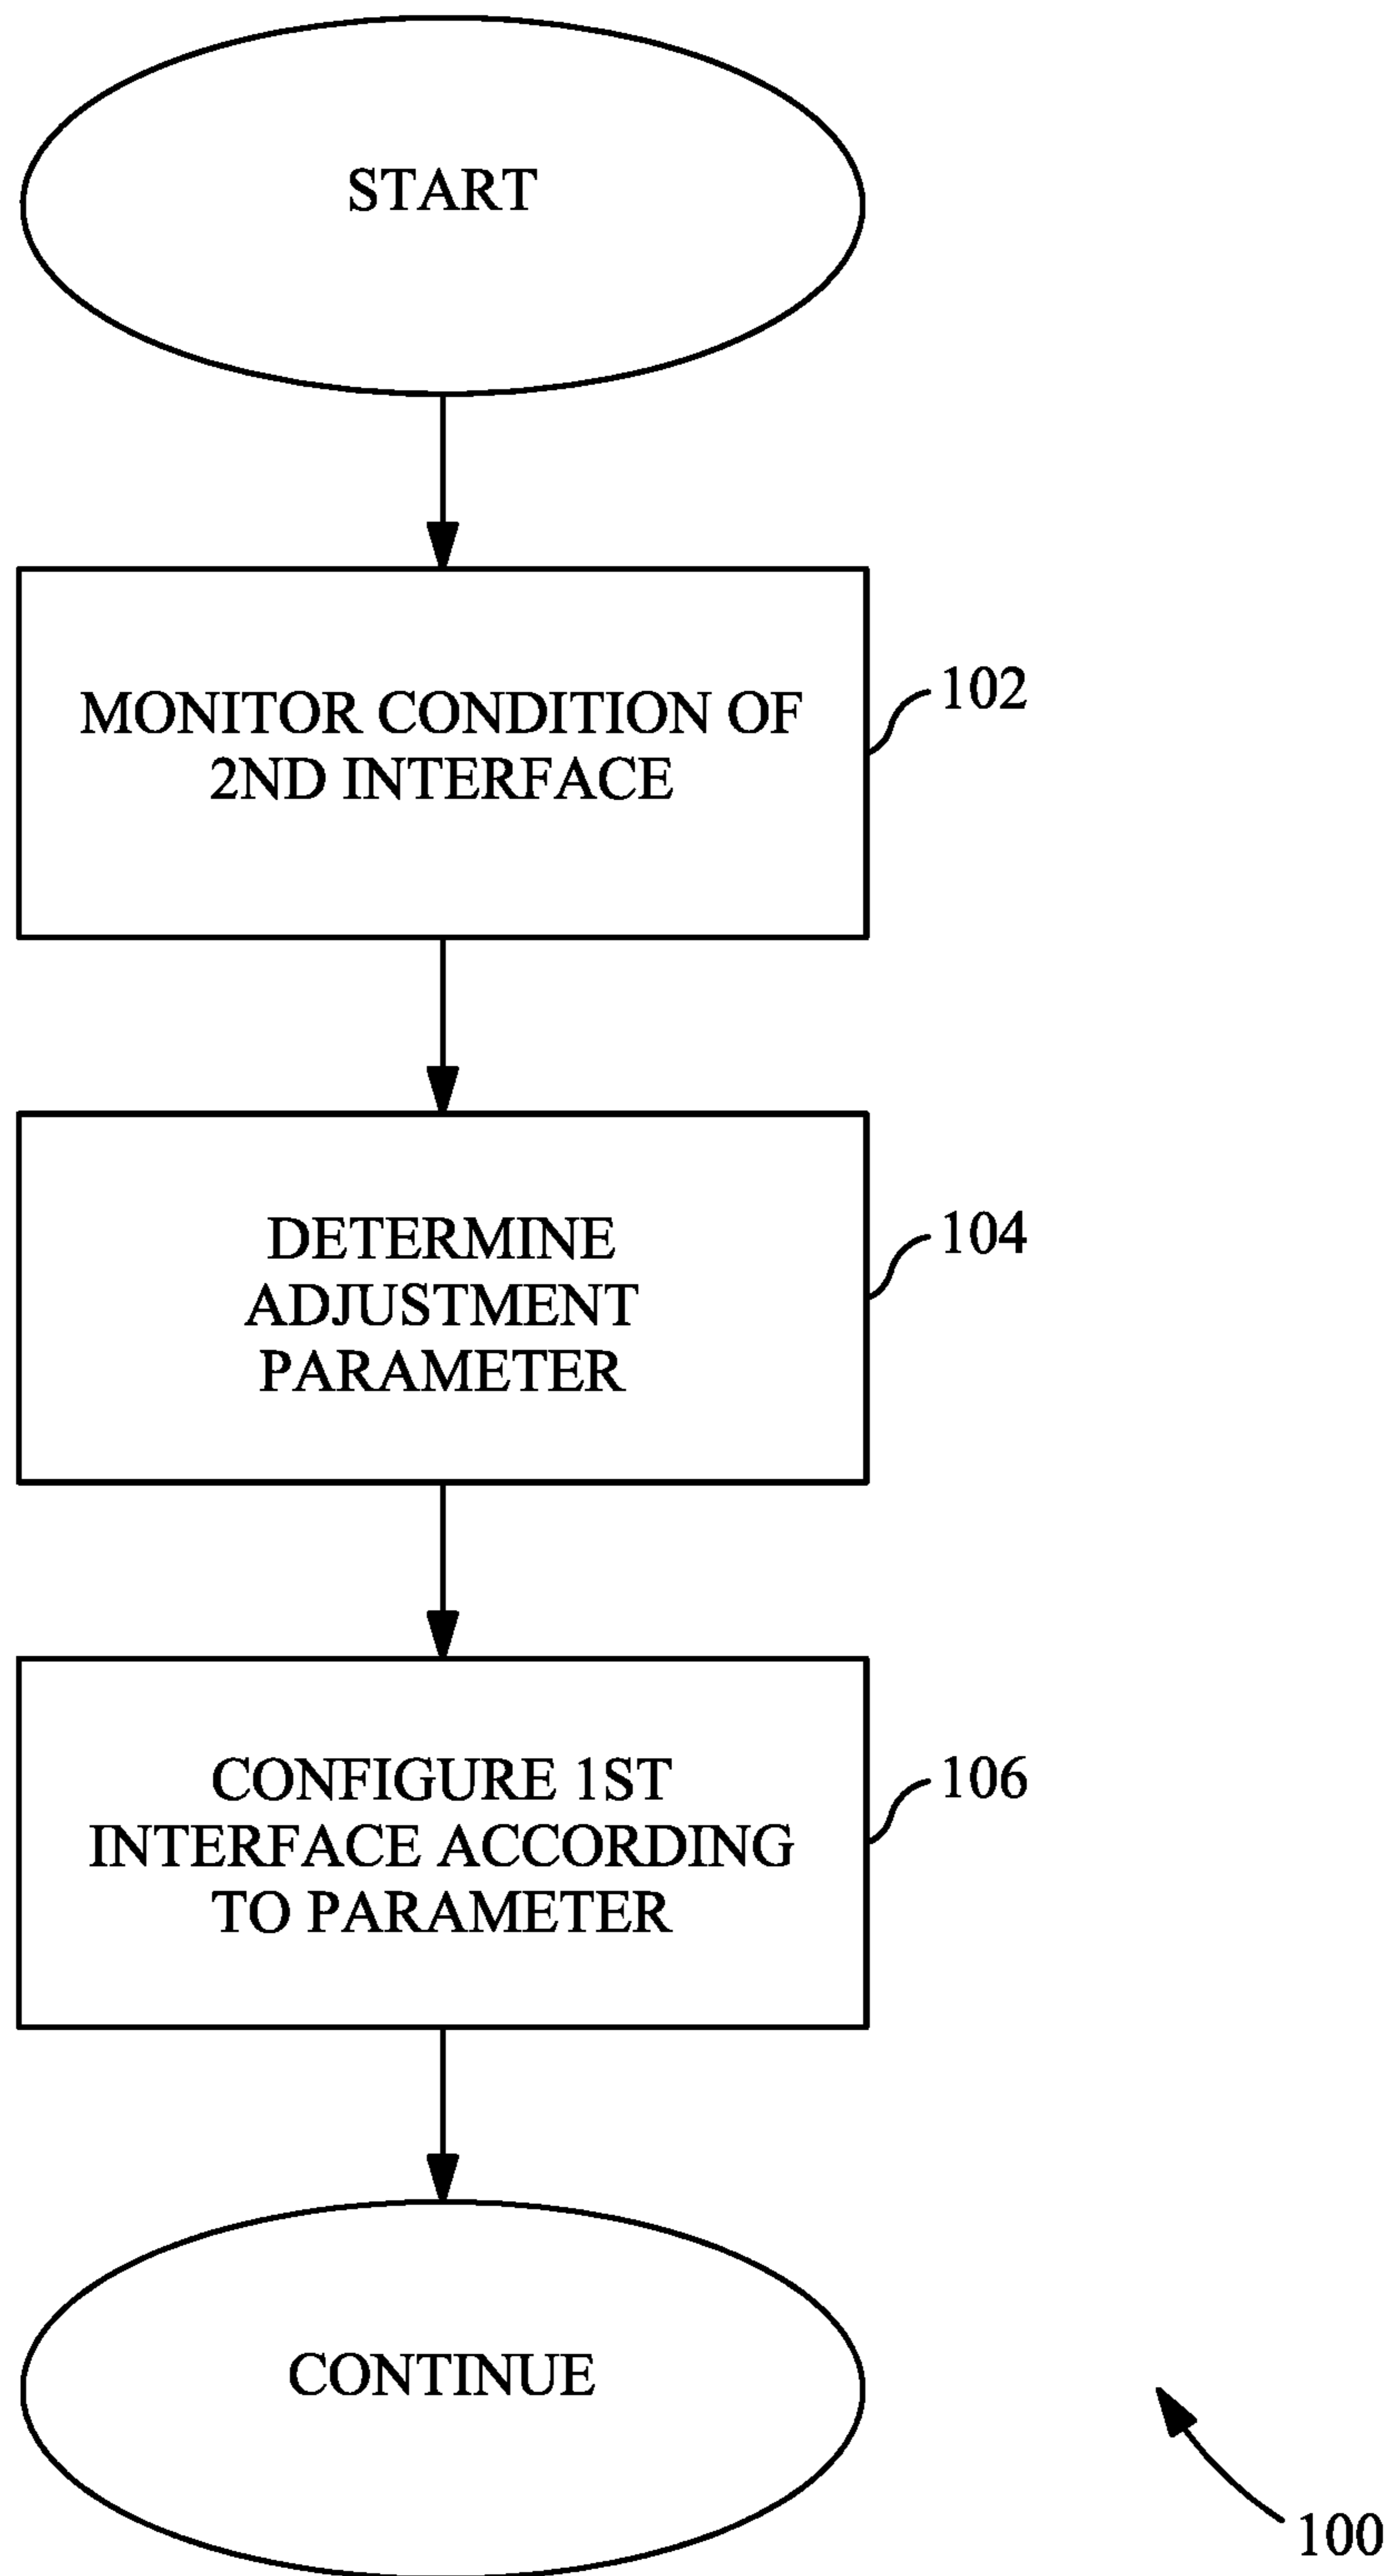 START
MONITOR CONDITION OF
2ND INTERFACE
102
DETERMINE
ADJUSTMENT
PARAMETER
104
CONFIGURE 1ST
INTERFACE ACCORDING
TO PARAMETER
106
CONTINUE
100